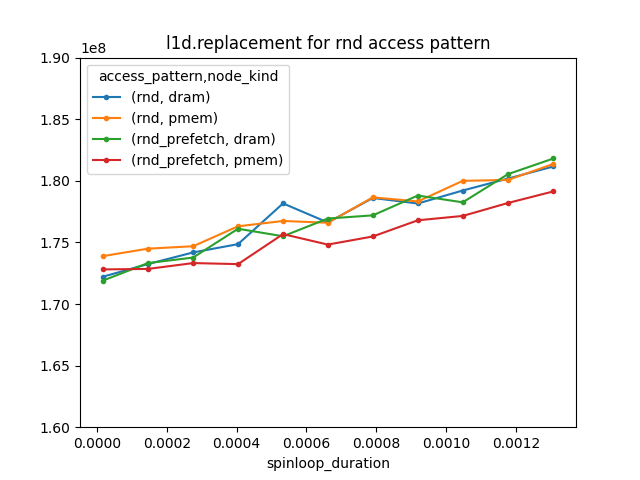 l1d.replacement for rnd access pattern
1e8
access_pattern,node_kind
(rnd, dram)
(rnd, pmem)
(rnd_prefetch, dram)
(rnd_prefetch, pmem)
1.90
1.85
1.80
1.75
1.70
1.65
1.60
0.0000 0.0002 0.0004 0.0006 0.0008 0.0010 0.0012
spinloop_duration